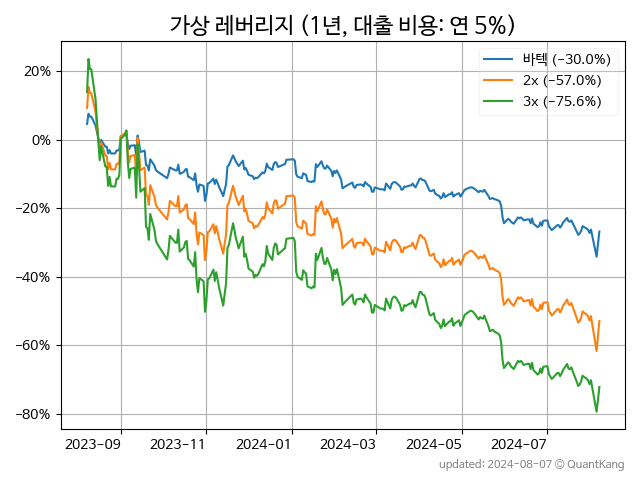 가상 레버리지 (1년, 대출 비용: 연 5%)
바텍 (−30.0%)
2x (−57.0%)
3x (−75.6%)
20%
0%
−20%
−40%
−60%
−80%
2023-09
2023-11
2024-01
2024-03
2024-05
2024-07
updated: 2024-08-07 © QuantKang